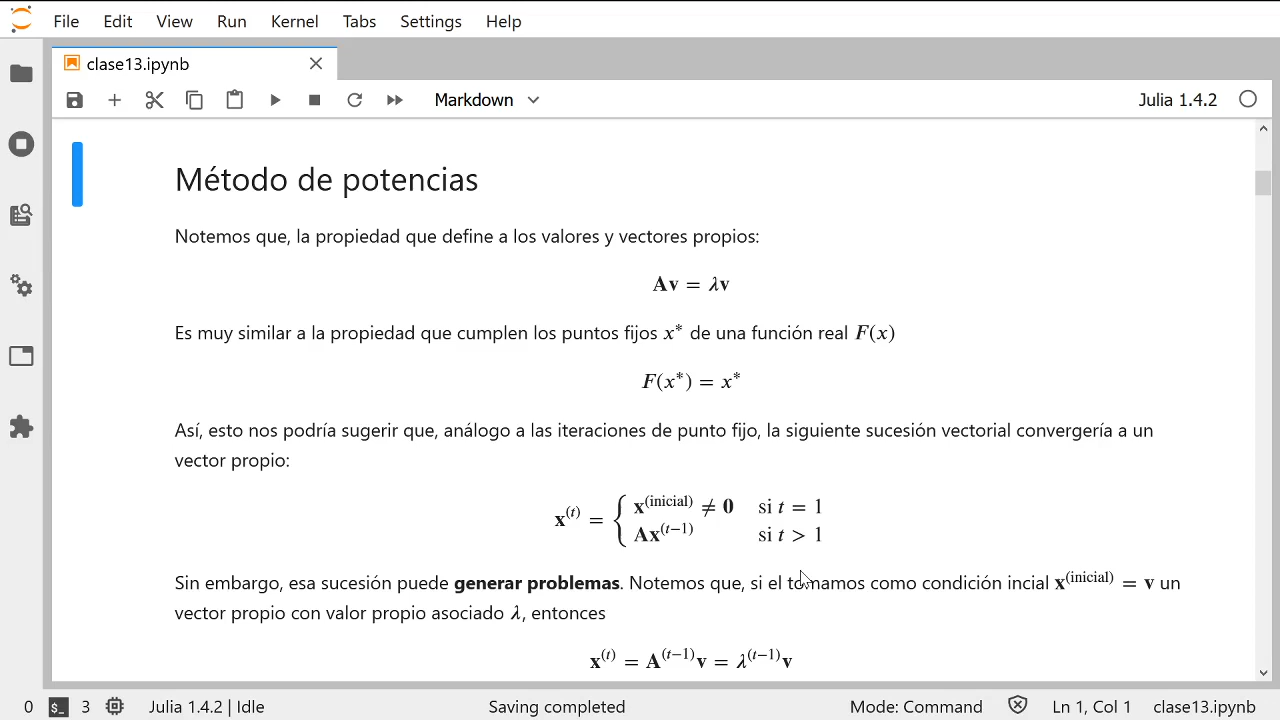 File Edit View Run Kernel Tabs Settings Help
clase13.ipynb
Markdown
Julia 1.4.2
Método de potencias
Notemos que, la propiedad que define a los valores y vectores propios:
Av = λv
Es muy similar a la propiedad que cumplen los puntos fijos x* de una función real F(x)
F(x*) = x*
Así, esto nos podría sugerir que, análogo a las iteraciones de punto fijo, la siguiente sucesión vectorial convergería a un
vector propio:
x^(t) = { x^(inicial) ≠ 0 si t = 1
Ax^(t−1) si t > 1
Sin embargo, esa sucesión puede generar problemas. Notemos que, si el tomamos como condición incial x^(inicial) = v un
vector propio con valor propio asociado λ, entonces
x^(t) = A^(t−1)v = λ^(t−1)v
0 $_ 3 Julia 1.4.2 | Idle Saving completed Mode: Command Ln 1, Col 1 clase13.ipynb